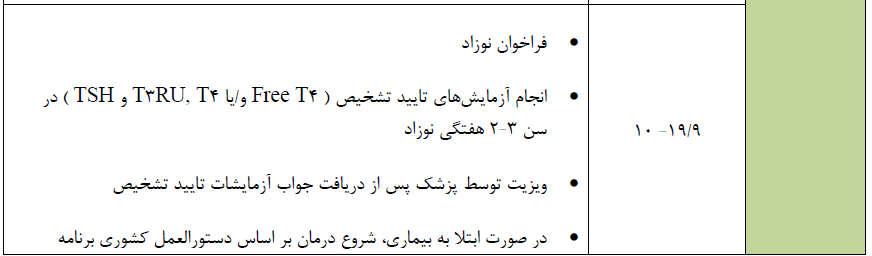 ۱۰ -۱۹/۹
• فراخوان نوزاد
• انجام آزمایش‌های تایید تشخیص ( Free T۴ و/یا T۳RU, T۴ و TSH ) در
سن ۳-۲ هفتگی نوزاد
• ویزیت توسط پزشک پس از دریافت جواب آزمایشات تایید تشخیص
• در صورت ابتلا به بیماری، شروع درمان بر اساس دستورالعمل کشوری برنامه